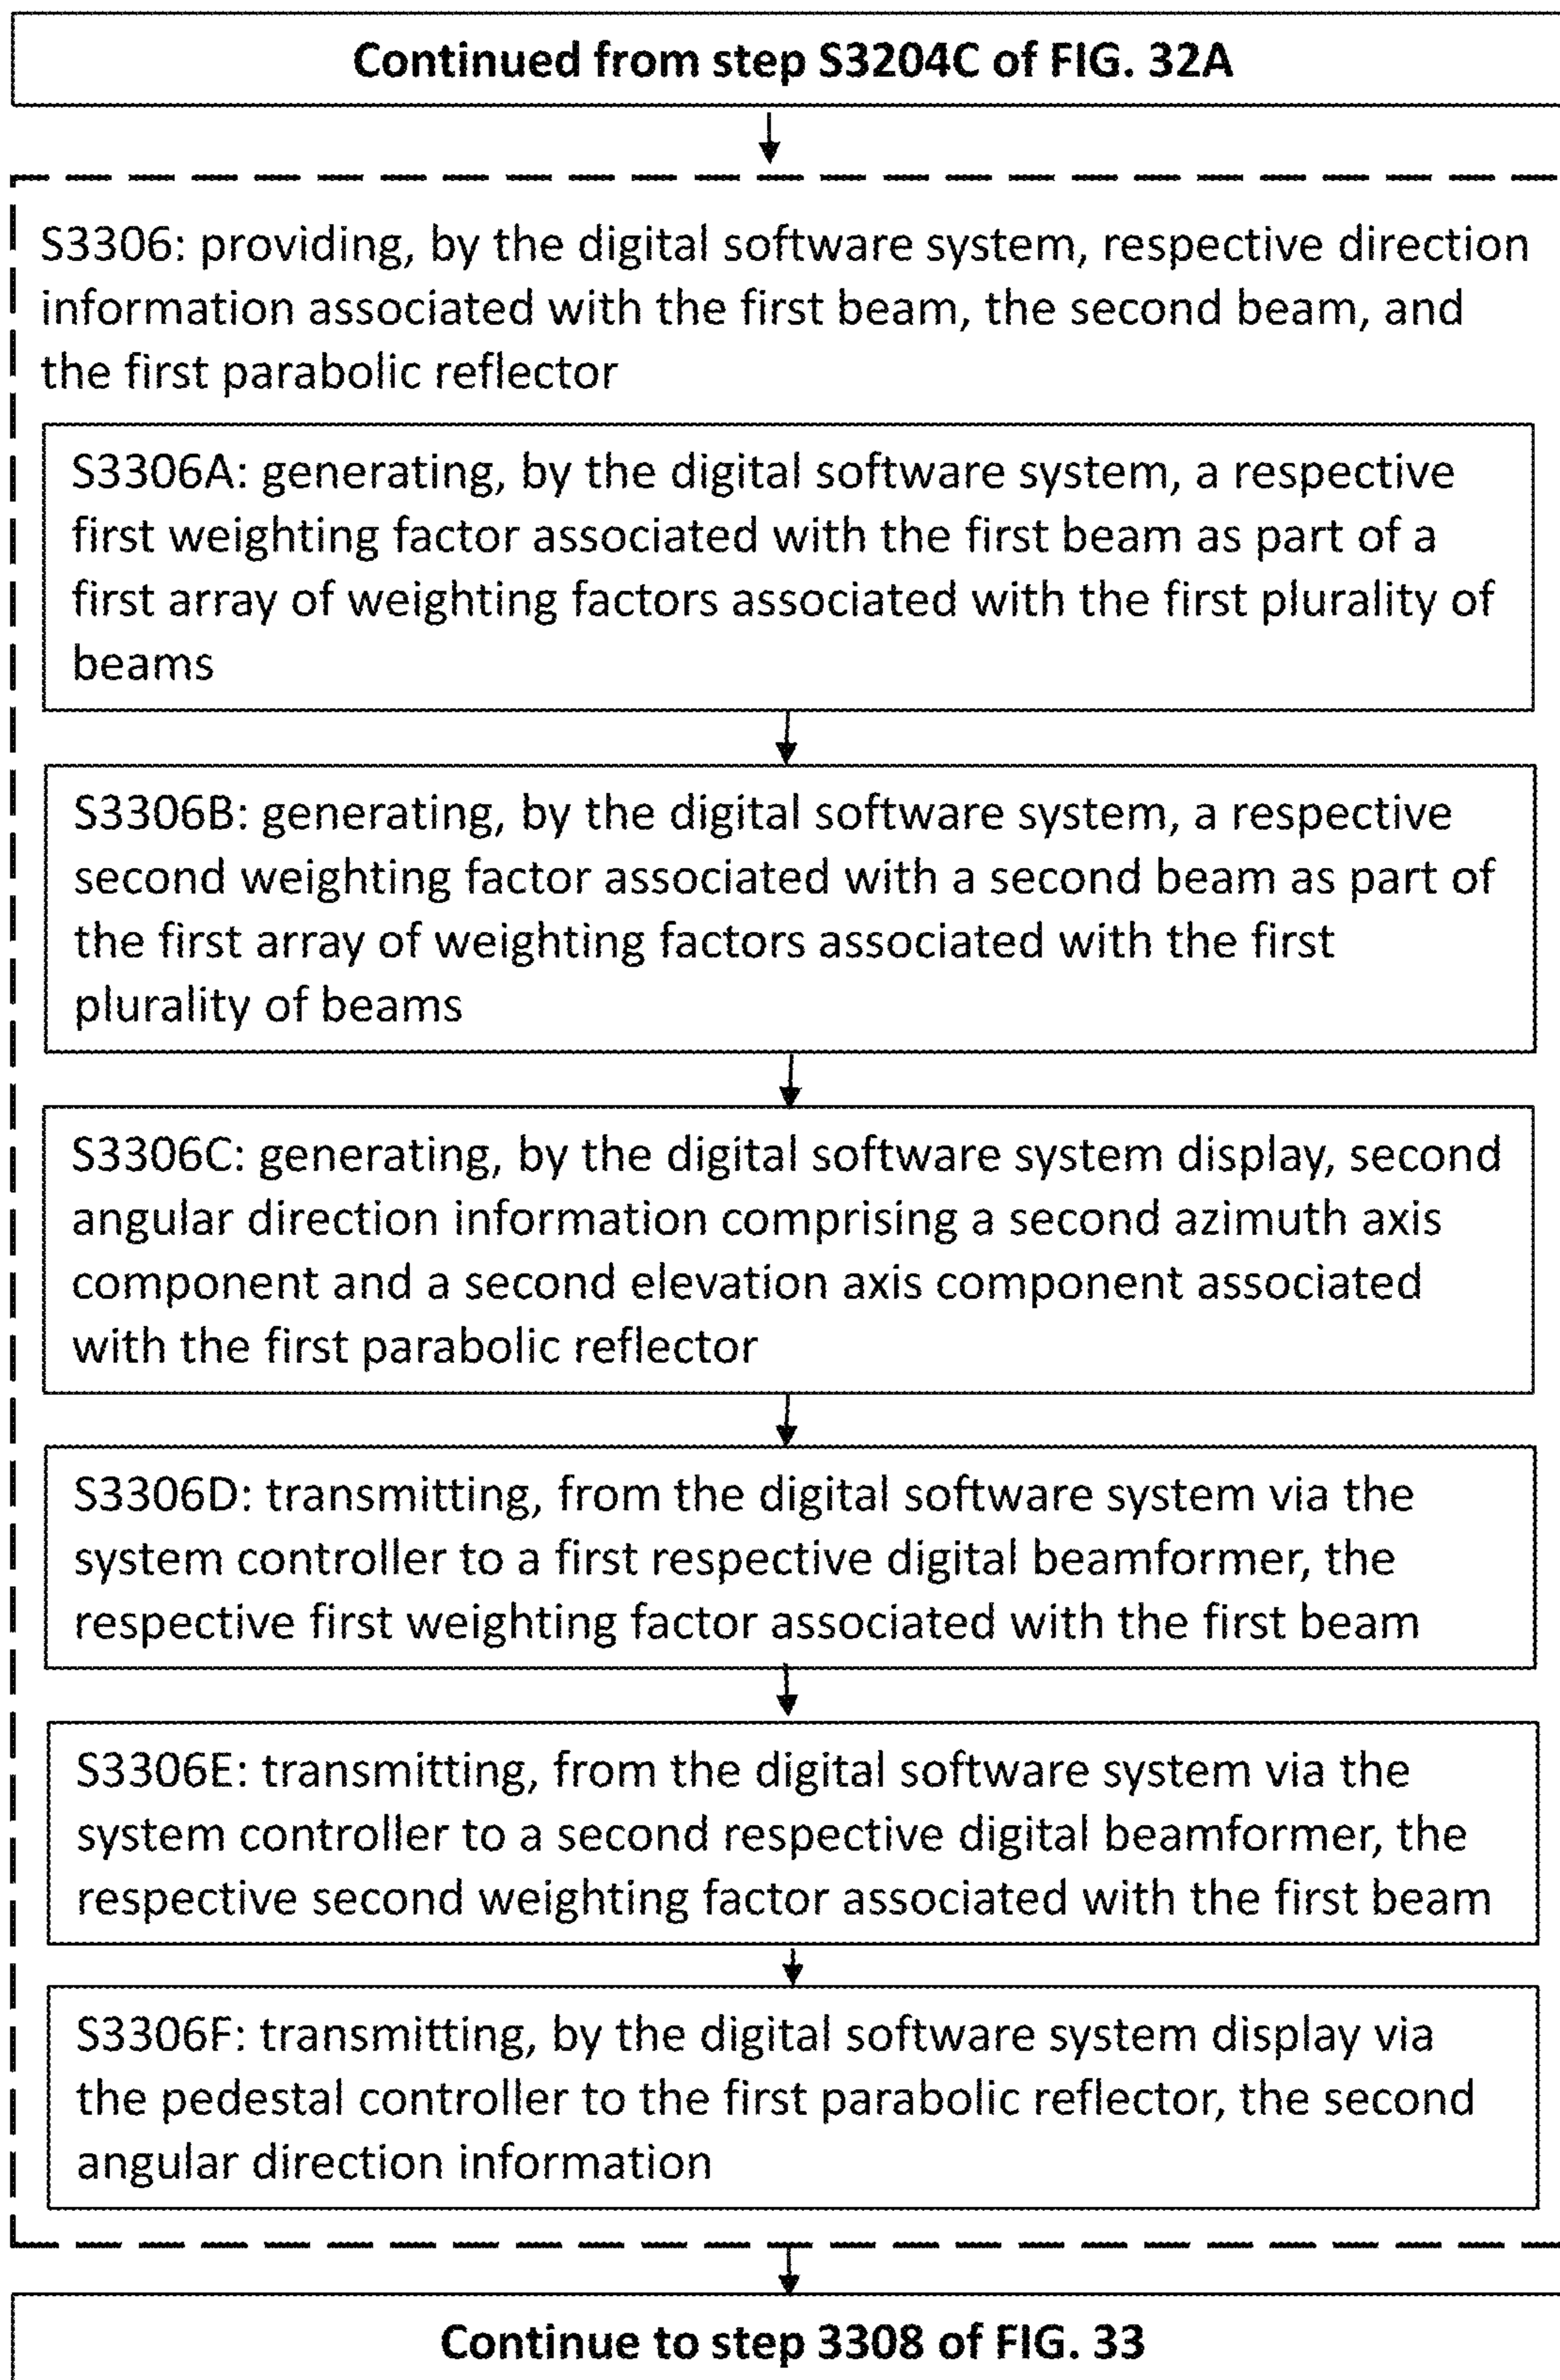 Continued from step S3204C of FIG. 32A
S3306: providing, by the digital software system, respective direction
information associated with the first beam, the second beam, and
the first parabolic reflector
S3306A: generating, by the digital software system, a respective
first weighting factor associated with the first beam as part of a
first array of weighting factors associated with the first plurality of
beams
S3306B: generating, by the digital software system, a respective
second weighting factor associated with a second beam as part of
the first array of weighting factors associated with the first
plurality of beams
S3306C: generating, by the digital software system display, second
angular direction information comprising a second azimuth axis
component and a second elevation axis component associated
with the first parabolic reflector
S3306D: transmitting, from the digital software system via the
system controller to a first respective digital beamformer, the
respective first weighting factor associated with the first beam
S3306E: transmitting, from the digital software system via the
system controller to a second respective digital beamformer, the
respective second weighting factor associated with the first beam
S3306F: transmitting, by the digital software system display via
the pedestal controller to the first parabolic reflector, the second
angular direction information
Continue to step 3308 of FIG. 33